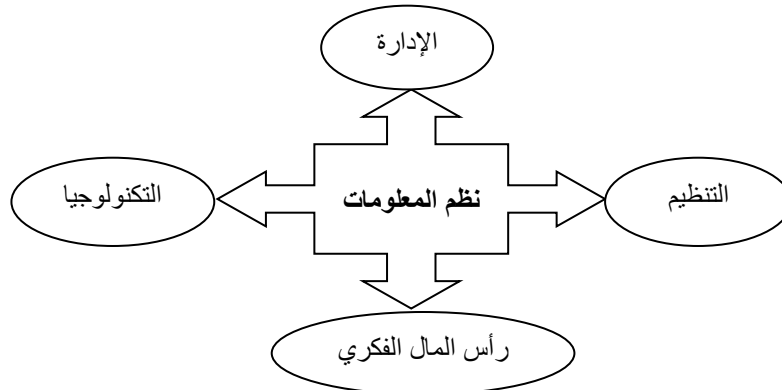 الإدارة
التنظيم
نظم المعلومات
التكنولوجيا
رأس المال الفكري